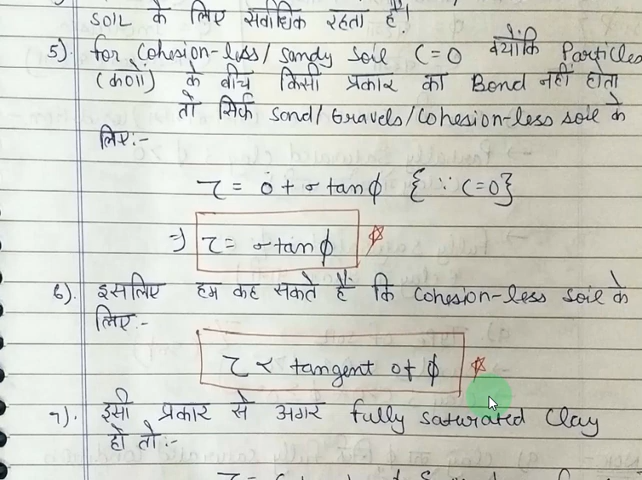 SOIL के लिए सर्वाधिक रहता है!
5). for Cohesion-less/ sandy soil C=0 क्योंकि Particles
(कणों) के बीच किसी प्रकार का Bond नहीं होता
तो सिर्फ Sand/Gravels/Cohesion-less soil के
लिए:-
τ = 0 + σ tanϕ {∵ C=0}
⇒ τ = σ tanϕ
6). इसलिए हम कह सकते है कि Cohesion-less soil के
लिए:-
τ ∝ tangent of ϕ
7). इसी प्रकार से अगर fully saturated Clay
हो तो:-